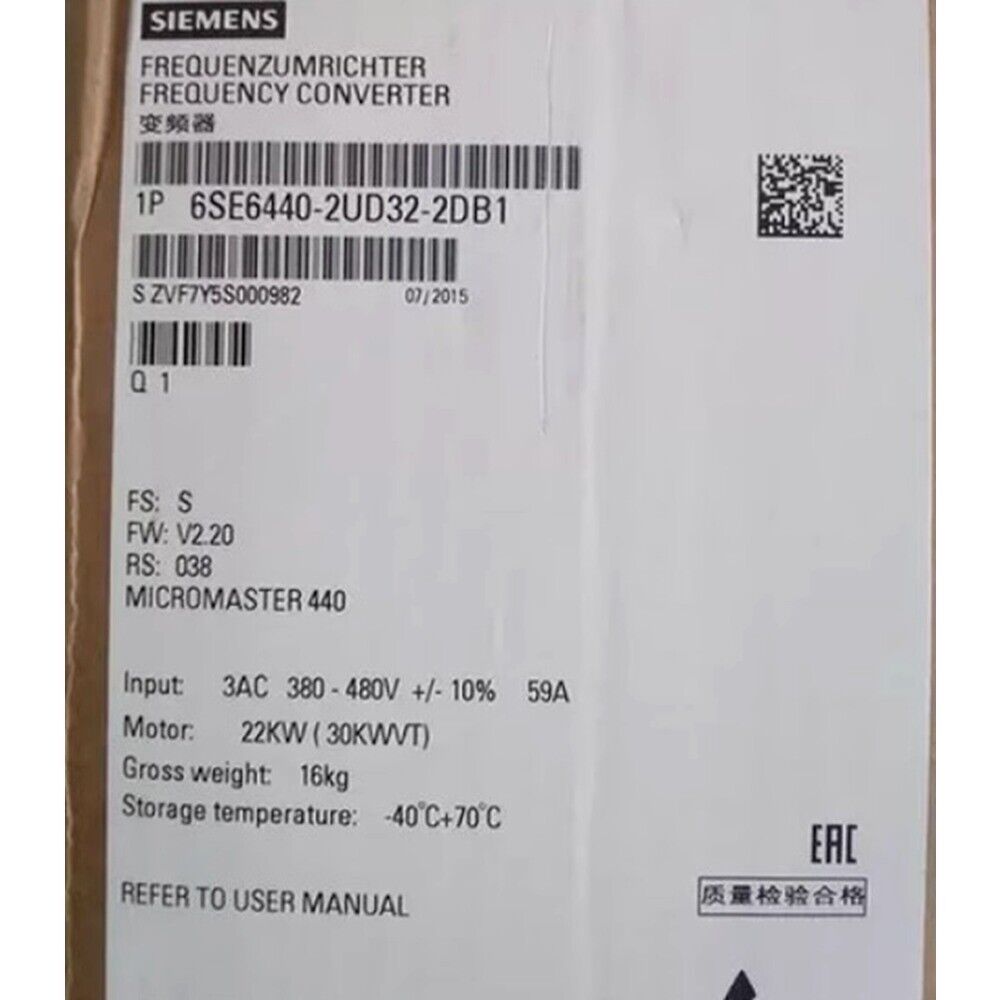 SIEMENS
FREQUENZUMRICHTER
FREQUENCY CONVERTER
变频器
1P 6SE6440-2UD32-2DB1
S ZVF7Y5S000982 07/2015
Q 1
FS: S
FW: V2.20
RS: 038
MICROMASTER 440
Input: 3AC 380 - 480V +/- 10% 59A
Motor: 22KW ( 30KWVT)
Gross weight: 16kg
Storage temperature: -40°C+70°C
EAC
REFER TO USER MANUAL
质量检验合格